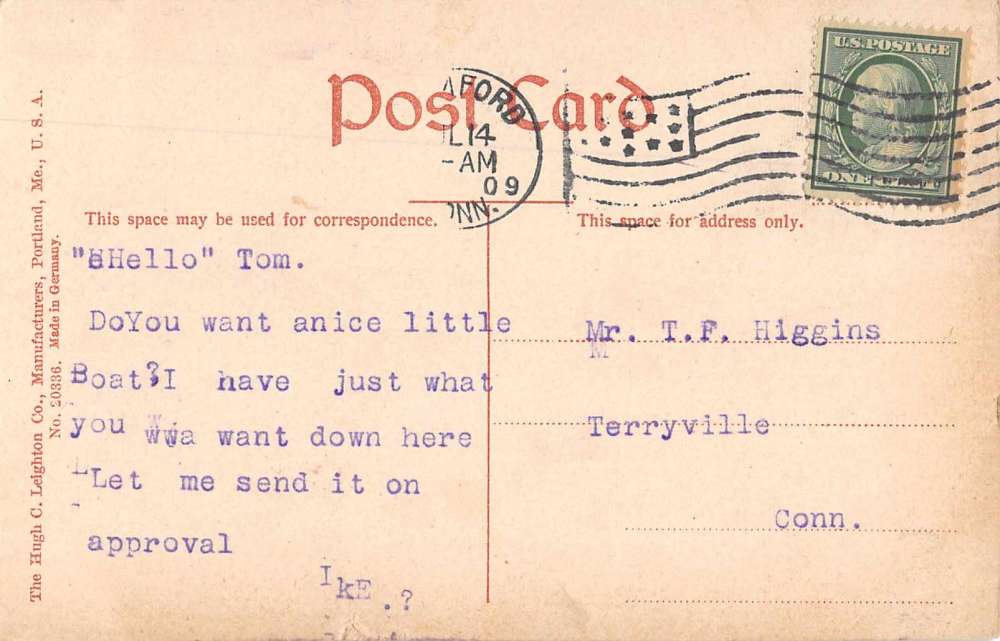 Post Card
AFORD
L 14
-AM
09
ONN.
U.S. POSTAGE
ONE CENT
This space may be used for correspondence.
This space for address only.
"Hello" Tom.
DoYou want anice little
Boat?I have just what
you wwa want down here
Let me send it on
approval
IkE.?
Mr. T.F. Higgins
Terryville
Conn.
The Hugh C. Leighton Co., Manufacturers, Portland, Me., U. S. A.
No. 20336. Made in Germany.